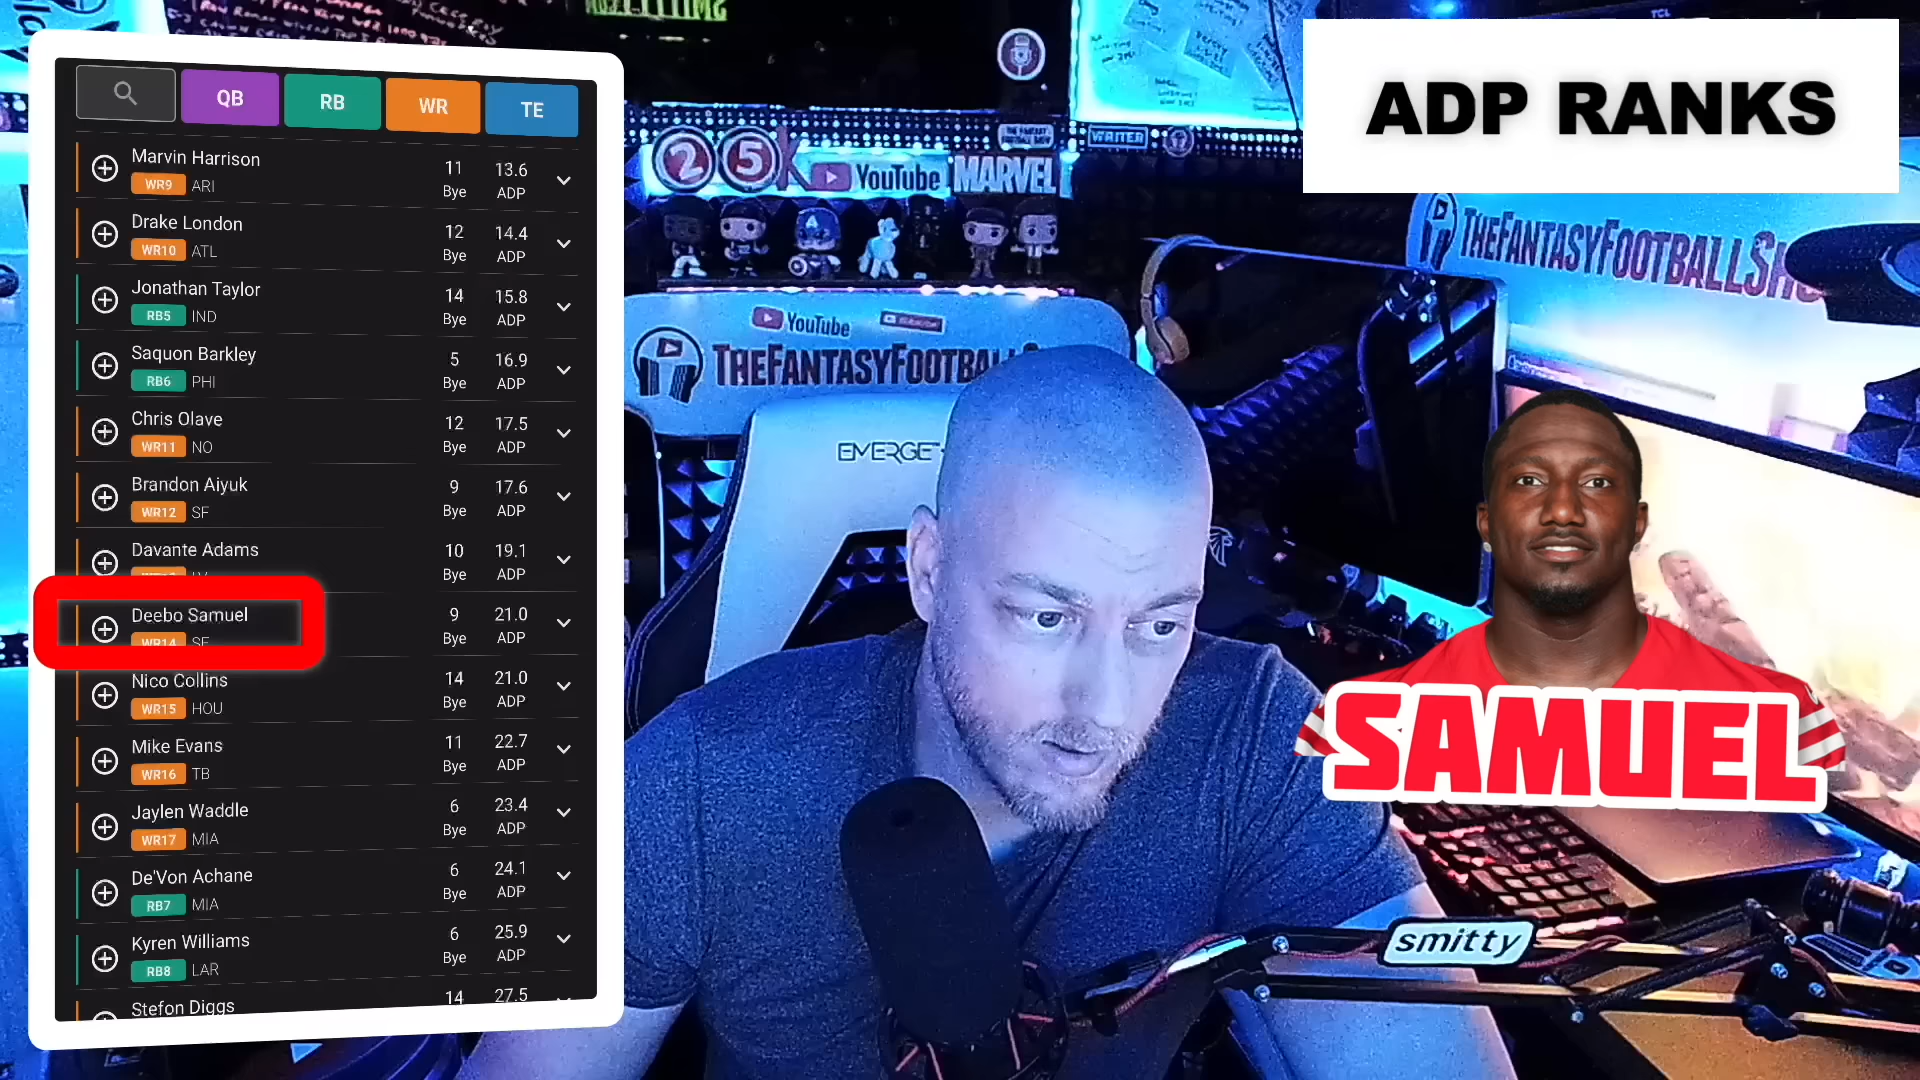 QB
RB
WR
TE
Marvin Harrison
WR9 ARI
11
Bye
13.6
ADP
Drake London
WR10 ATL
12
Bye
14.4
ADP
Jonathan Taylor
RB5 IND
14
Bye
15.8
ADP
Saquon Barkley
RB6 PHI
5
Bye
16.9
ADP
Chris Olave
WR11 NO
12
Bye
17.5
ADP
Brandon Aiyuk
WR12 SF
9
Bye
17.6
ADP
Davante Adams
10
Bye
19.1
ADP
Deebo Samuel
WR14 SF
9
Bye
21.0
ADP
Nico Collins
WR15 HOU
14
Bye
21.0
ADP
Mike Evans
WR16 TB
11
Bye
22.7
ADP
Jaylen Waddle
WR17 MIA
6
Bye
23.4
ADP
De'Von Achane
RB7 MIA
6
Bye
24.1
ADP
Kyren Williams
RB8 LAR
6
Bye
25.9
ADP
Stefon Diggs
14
27.5
ADP RANKS
TCL
WRITER
25K
YouTube
MARVEL
YouTube
THEFANTASYFOOTBALLS
THEFANTASYFOOTBALLSH
EMERGE
SAMUEL
smitty